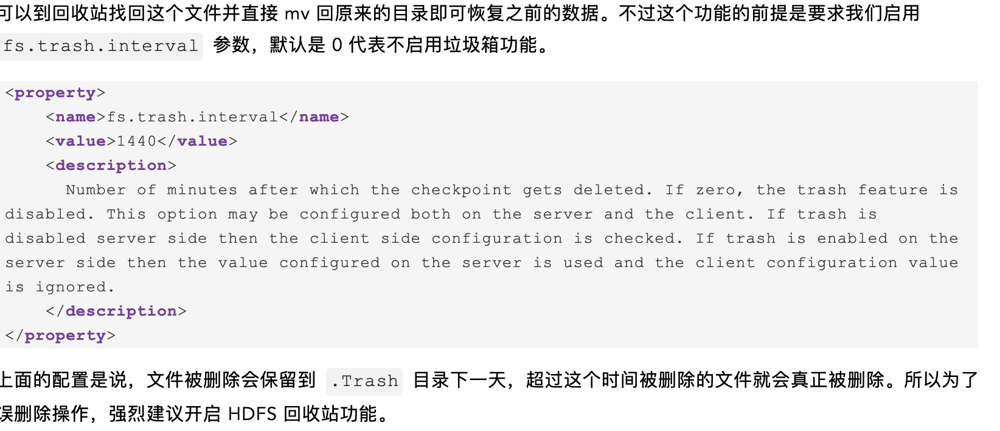 可以到回收站找回这个文件并直接 mv 回原来的目录即可恢复之前的数据。不过这个功能的前提是要求我们启用
fs.trash.interval 参数，默认是 0 代表不启用垃圾箱功能。
<property>
    <name>fs.trash.interval</name>
    <value>1440</value>
    <description>
      Number of minutes after which the checkpoint gets deleted. If zero, the trash feature is
disabled. This option may be configured both on the server and the client. If trash is
disabled server side then the client side configuration is checked. If trash is enabled on the
server side then the value configured on the server is used and the client configuration value
is ignored.
    </description>
</property>
上面的配置是说，文件被删除会保留到 .Trash 目录下一天，超过这个时间被删除的文件就会真正被删除。所以为了
误删除操作，强烈建议开启 HDFS 回收站功能。